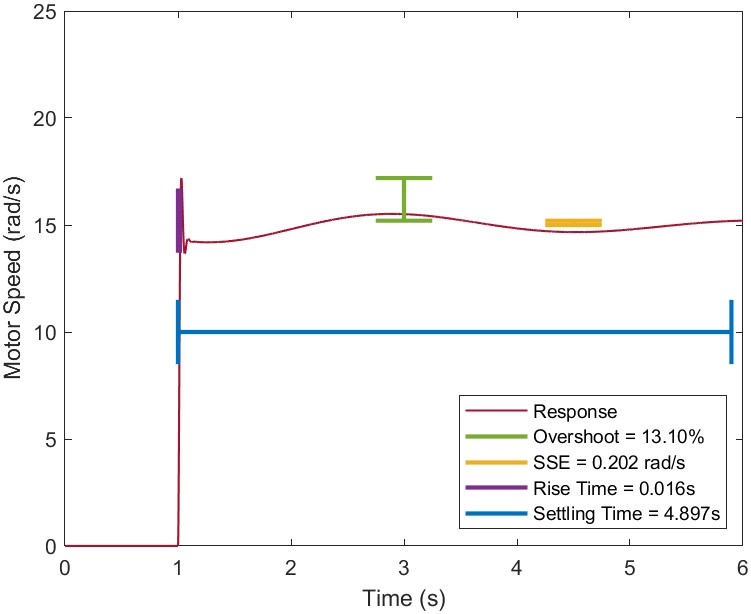 25
20
15
10
5
0
Motor Speed (rad/s)
Response
Overshoot = 13.10%
SSE = 0.202 rad/s
Rise Time = 0.016s
Settling Time = 4.897s
0 1 2 3 4 5 6
Time (s)